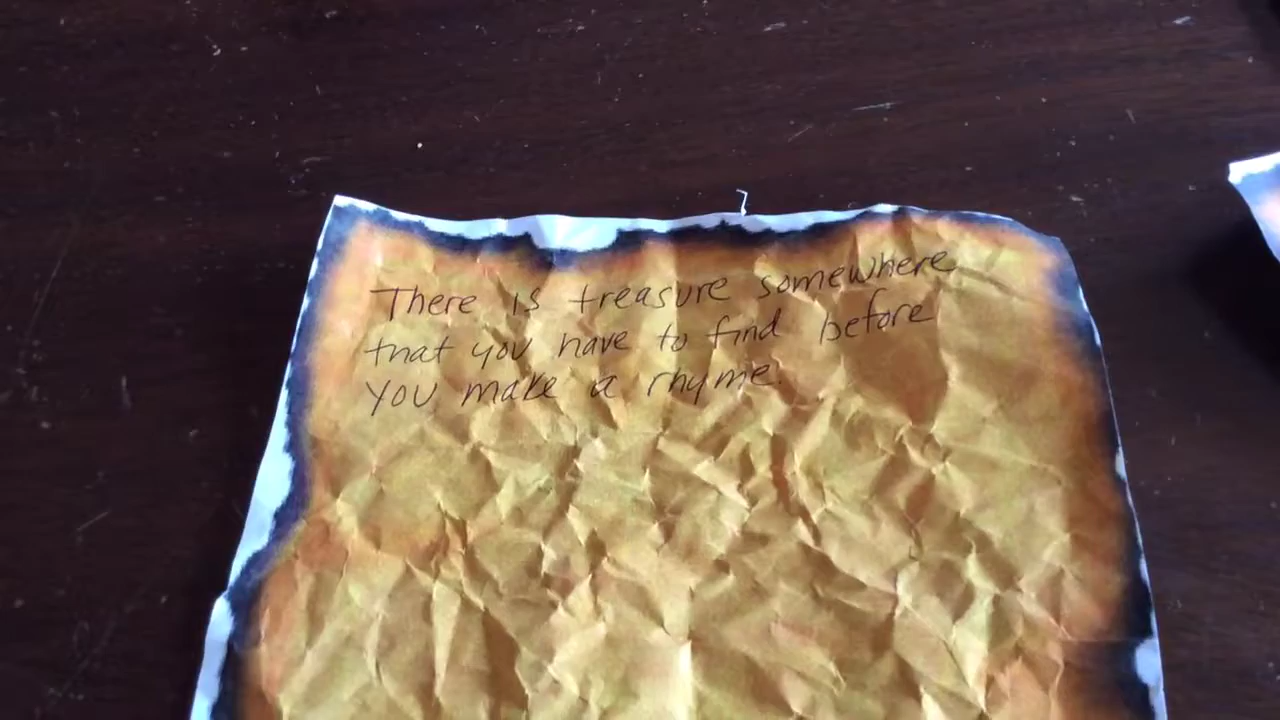 There is treasure somewhere
that you have to find before
you make a rhyme.